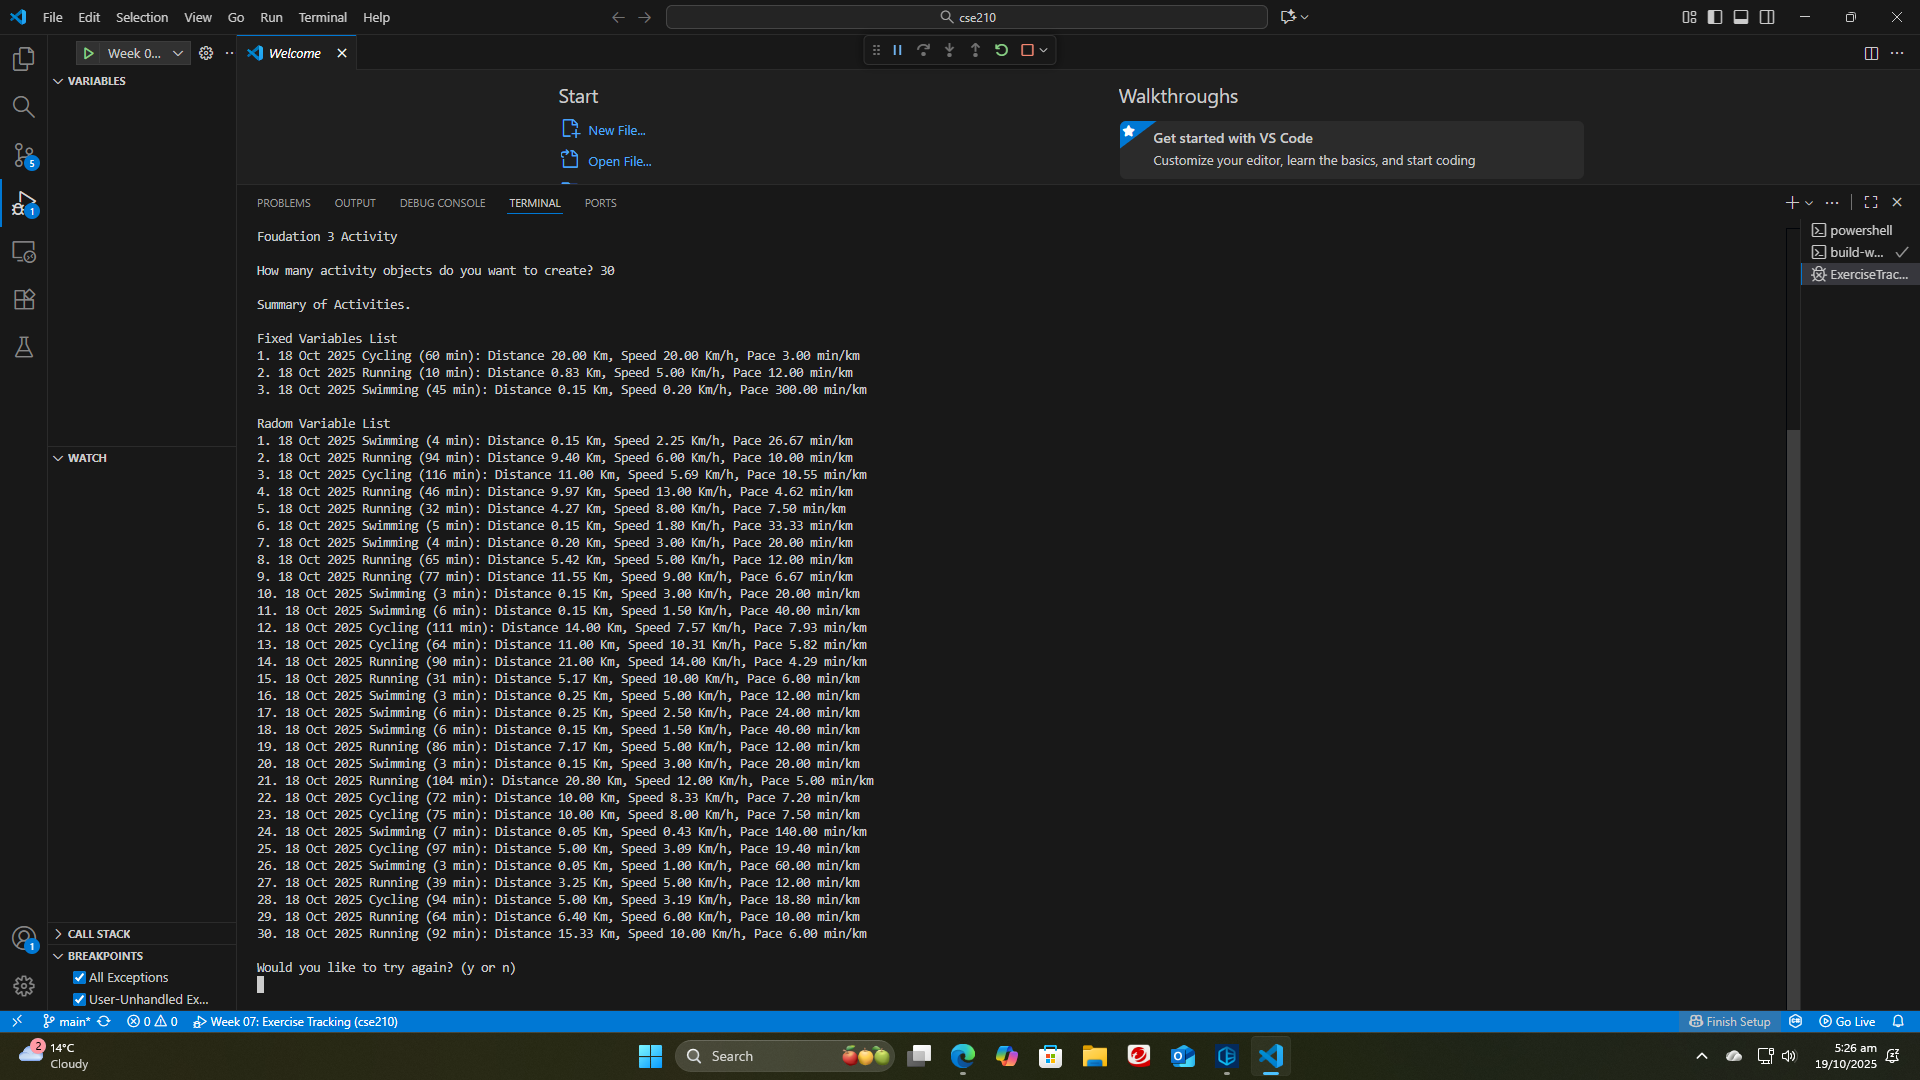 File Edit Selection View Go Run Terminal Help
cse210
Week 0...
Welcome
VARIABLES
Start
New File...
Open File...
Walkthroughs
Get started with VS Code
Customize your editor, learn the basics, and start coding
PROBLEMS OUTPUT DEBUG CONSOLE TERMINAL PORTS
powershell
build-w...
ExerciseTrac...
Foudation 3 Activity
How many activity objects do you want to create? 30
Summary of Activities.
Fixed Variables List
1. 18 Oct 2025 Cycling (60 min): Distance 20.00 Km, Speed 20.00 Km/h, Pace 3.00 min/km
2. 18 Oct 2025 Running (10 min): Distance 0.83 Km, Speed 5.00 Km/h, Pace 12.00 min/km
3. 18 Oct 2025 Swimming (45 min): Distance 0.15 Km, Speed 0.20 Km/h, Pace 300.00 min/km
Radom Variable List
1. 18 Oct 2025 Swimming (4 min): Distance 0.15 Km, Speed 2.25 Km/h, Pace 26.67 min/km
2. 18 Oct 2025 Running (94 min): Distance 9.40 Km, Speed 6.00 Km/h, Pace 10.00 min/km
3. 18 Oct 2025 Cycling (116 min): Distance 11.00 Km, Speed 5.69 Km/h, Pace 10.55 min/km
4. 18 Oct 2025 Running (46 min): Distance 9.97 Km, Speed 13.00 Km/h, Pace 4.62 min/km
5. 18 Oct 2025 Running (32 min): Distance 4.27 Km, Speed 8.00 Km/h, Pace 7.50 min/km
6. 18 Oct 2025 Swimming (5 min): Distance 0.15 Km, Speed 1.80 Km/h, Pace 33.33 min/km
7. 18 Oct 2025 Swimming (4 min): Distance 0.20 Km, Speed 3.00 Km/h, Pace 20.00 min/km
8. 18 Oct 2025 Running (65 min): Distance 5.42 Km, Speed 5.00 Km/h, Pace 12.00 min/km
9. 18 Oct 2025 Running (77 min): Distance 11.55 Km, Speed 9.00 Km/h, Pace 6.67 min/km
10. 18 Oct 2025 Swimming (3 min): Distance 0.15 Km, Speed 3.00 Km/h, Pace 20.00 min/km
11. 18 Oct 2025 Swimming (6 min): Distance 0.15 Km, Speed 1.50 Km/h, Pace 40.00 min/km
12. 18 Oct 2025 Cycling (111 min): Distance 14.00 Km, Speed 7.57 Km/h, Pace 7.93 min/km
13. 18 Oct 2025 Cycling (64 min): Distance 11.00 Km, Speed 10.31 Km/h, Pace 5.82 min/km
14. 18 Oct 2025 Running (90 min): Distance 21.00 Km, Speed 14.00 Km/h, Pace 4.29 min/km
15. 18 Oct 2025 Running (31 min): Distance 5.17 Km, Speed 10.00 Km/h, Pace 6.00 min/km
16. 18 Oct 2025 Swimming (3 min): Distance 0.25 Km, Speed 5.00 Km/h, Pace 12.00 min/km
17. 18 Oct 2025 Swimming (6 min): Distance 0.25 Km, Speed 2.50 Km/h, Pace 24.00 min/km
18. 18 Oct 2025 Swimming (6 min): Distance 0.15 Km, Speed 1.50 Km/h, Pace 40.00 min/km
19. 18 Oct 2025 Running (86 min): Distance 7.17 Km, Speed 5.00 Km/h, Pace 12.00 min/km
20. 18 Oct 2025 Swimming (3 min): Distance 0.15 Km, Speed 3.00 Km/h, Pace 20.00 min/km
21. 18 Oct 2025 Running (104 min): Distance 20.80 Km, Speed 12.00 Km/h, Pace 5.00 min/km
22. 18 Oct 2025 Cycling (72 min): Distance 10.00 Km, Speed 8.33 Km/h, Pace 7.20 min/km
23. 18 Oct 2025 Cycling (75 min): Distance 10.00 Km, Speed 8.00 Km/h, Pace 7.50 min/km
24. 18 Oct 2025 Swimming (7 min): Distance 0.05 Km, Speed 0.43 Km/h, Pace 140.00 min/km
25. 18 Oct 2025 Cycling (97 min): Distance 5.00 Km, Speed 3.09 Km/h, Pace 19.40 min/km
26. 18 Oct 2025 Swimming (3 min): Distance 0.05 Km, Speed 1.00 Km/h, Pace 60.00 min/km
27. 18 Oct 2025 Running (39 min): Distance 3.25 Km, Speed 5.00 Km/h, Pace 12.00 min/km
28. 18 Oct 2025 Cycling (94 min): Distance 5.00 Km, Speed 3.19 Km/h, Pace 18.80 min/km
29. 18 Oct 2025 Running (64 min): Distance 6.40 Km, Speed 6.00 Km/h, Pace 10.00 min/km
30. 18 Oct 2025 Running (92 min): Distance 15.33 Km, Speed 10.00 Km/h, Pace 6.00 min/km
Would you like to try again? (y or n)
WATCH
CALL STACK
BREAKPOINTS
All Exceptions
User-Unhandled Ex...
5
1
1
main* 0 0 Week 07: Exercise Tracking (cse210)
Finish Setup Go Live
2
14°C
Cloudy
Search
5:26 am
19/10/2025